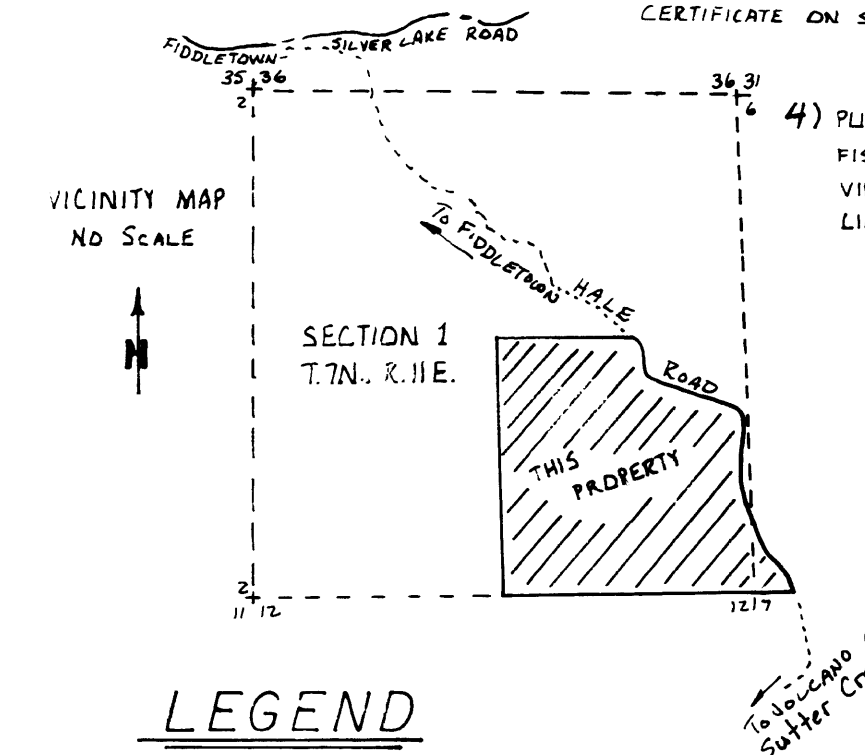 CERTIFICATE ON S
FIDDLETOWN - SILVER LAKE ROAD
35 36
2
36 31
6
4) PLU
FIS
VI
LI
VICINITY MAP
NO SCALE
N
To FIDDLETOWN
HALE
ROAD
SECTION 1
T.7N., R.11E.
THIS
PROPERTY
2
11 12
12 7
To VOLCANO
Sutter Cr
LEGEND